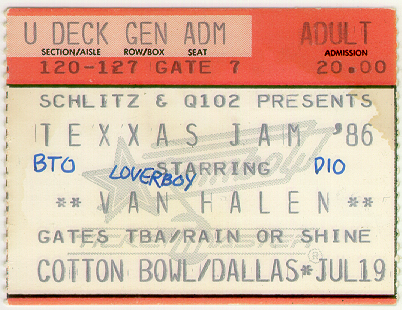 U DECK GEN ADM ADULT
SECTION/AISLE ROW/BOX SEAT ADMISSION
120-127 GATE 7 20.00
SCHLITZ & Q102 PRESENTS
TEXXAS JAM '86
BTO LOVERBOY STARRING DIO
** VAN HALEN **
GATES TBA/RAIN OR SHINE
COTTON BOWL/DALLAS*JUL19